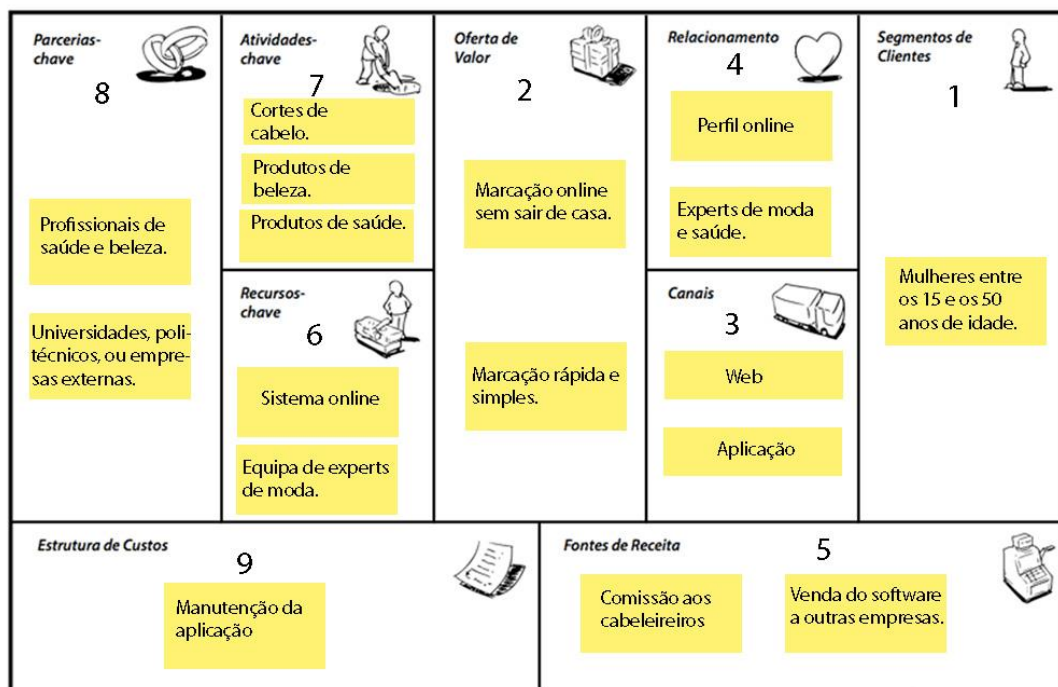 Parcerias-
chave
8
Profissionais de
saúde e beleza.
Universidades, poli-
técnicos, ou empre-
sas externas.
Atividades-
chave
7
Cortes de
cabelo.
Produtos de
beleza.
Produtos de saúde.
Recursos-
chave
6
Sistema online
Equipa de experts
de moda.
Oferta de
Valor
2
Marcação online
sem sair de casa.
Marcação rápida e
simples.
Relacionamento
4
Perfil online
Experts de moda
e saúde.
Canais
3
Web
Aplicação
Segmentos de
Clientes
1
Mulheres entre
os 15 e os 50
anos de idade.
Estrutura de Custos
9
Manutenção da
aplicação
Fontes de Receita
5
Comissão aos
cabeleireiros
Venda do software
a outras empresas.